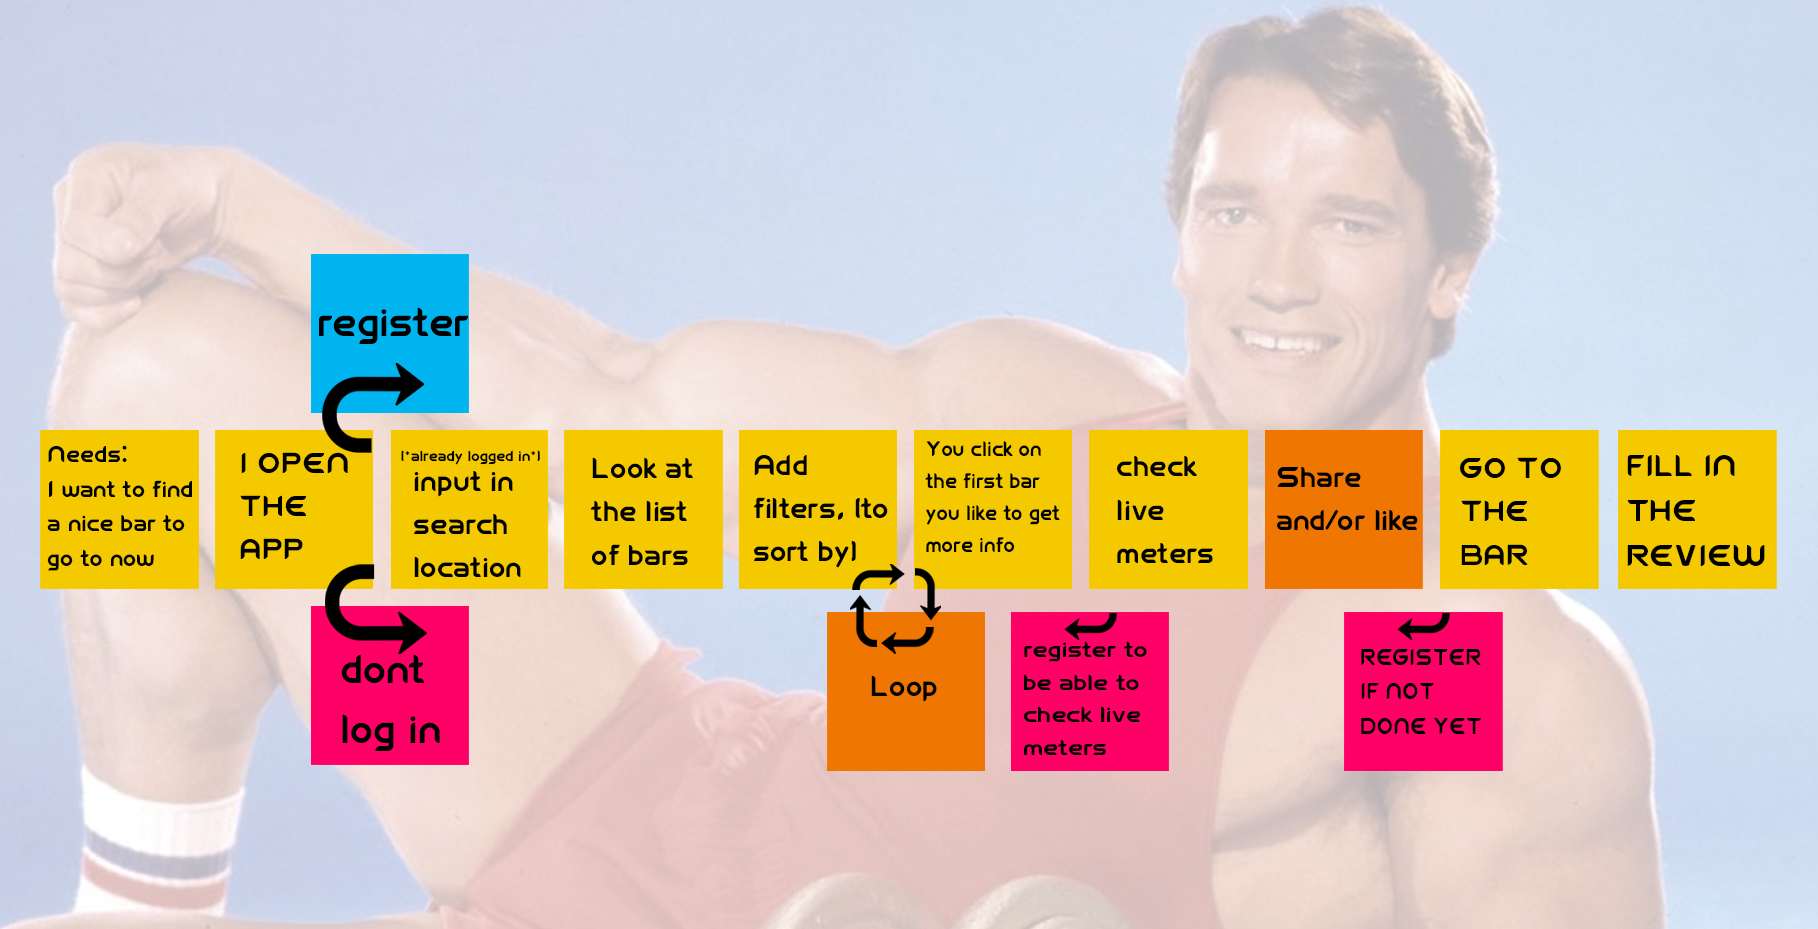 register
Needs:
I want to find
a nice bar to
go to now
I OPEN
THE
APP
(*already logged in*)
input in
search
location
Look at
the list
of bars
Add
filters, (to
sort by)
You click on
the first bar
you like to get
more info
check
live
meters
Share
and/or like
GO TO
THE
BAR
FILL IN
THE
REVIEW
dont
log in
Loop
register to
be able to
check live
meters
REGISTER
IF NOT
DONE YET